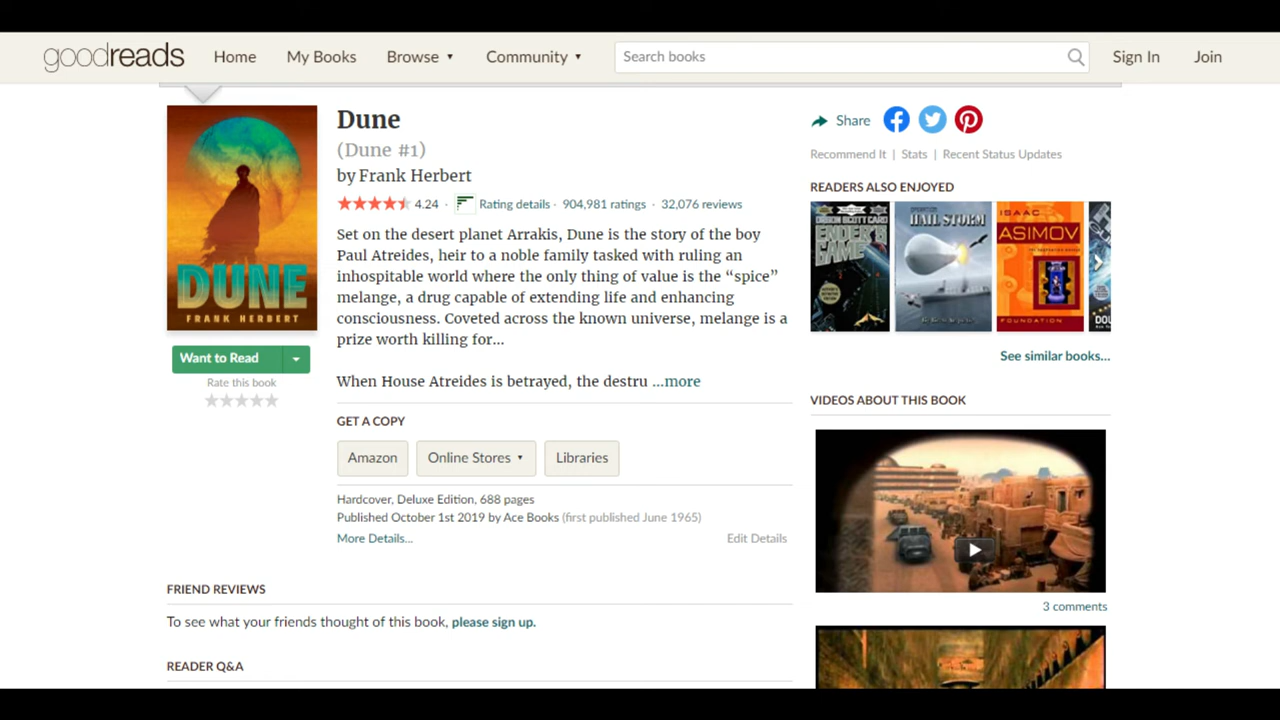 goodreads Home My Books Browse ▾ Community ▾ Search books Sign In Join
DUNE
FRANK HERBERT
Want to Read
Rate this book
Dune
(Dune #1)
by Frank Herbert
4.24 · Rating details · 904,981 ratings · 32,076 reviews
Set on the desert planet Arrakis, Dune is the story of the boy
Paul Atreides, heir to a noble family tasked with ruling an
inhospitable world where the only thing of value is the “spice”
melange, a drug capable of extending life and enhancing
consciousness. Coveted across the known universe, melange is a
prize worth killing for...
When House Atreides is betrayed, the destru ...more
GET A COPY
Amazon Online Stores ▾ Libraries
Hardcover, Deluxe Edition, 688 pages
Published October 1st 2019 by Ace Books (first published June 1965)
More Details... Edit Details
FRIEND REVIEWS
To see what your friends thought of this book, please sign up.
READER Q&A
Share
Recommend It | Stats | Recent Status Updates
READERS ALSO ENJOYED
ORSON SCOTT CARD
ENDER'S
GAME
HAIL STORM
ISAAC
ASIMOV
FOUNDATION
DOU
See similar books…
VIDEOS ABOUT THIS BOOK
3 comments